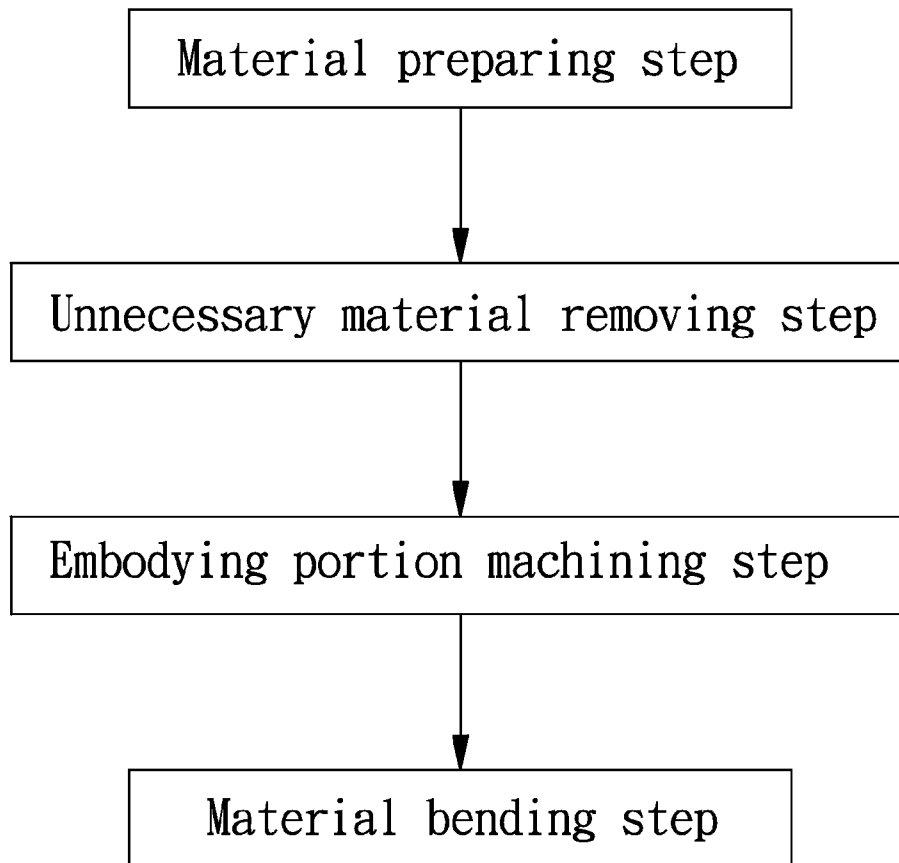 Material preparing step
Unnecessary material removing step
Embodying portion machining step
Material bending step